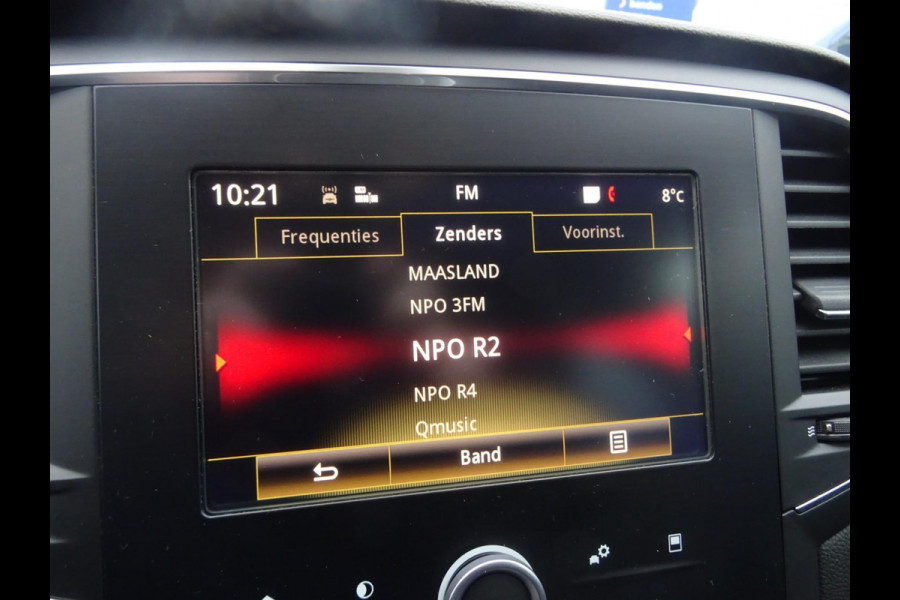 10:21 FM 8°C
Frequenties Zenders Voorinst.
MAASLAND
NPO 3FM
NPO R2
NPO R4
Qmusic
Band